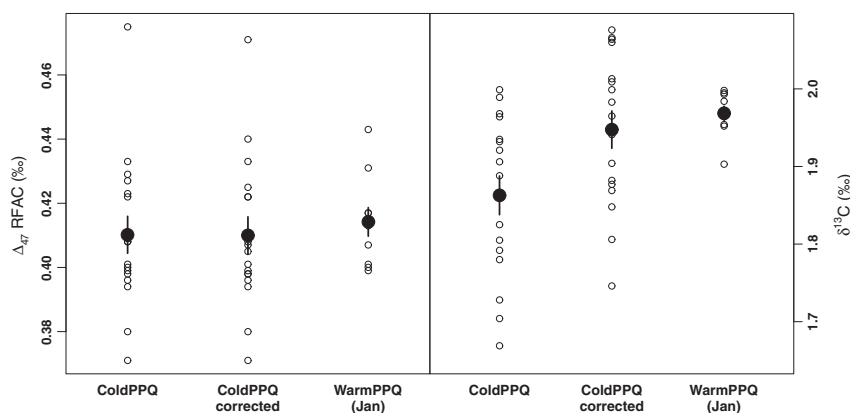 Δ47 RFAC (‰)
0.46
0.44
0.42
0.40
0.38
2.0
1.9
1.8
1.7
δ13C (‰)
ColdPPQ
ColdPPQ
corrected
WarmPPQ
(Jan)
ColdPPQ
ColdPPQ
corrected
WarmPPQ
(Jan)